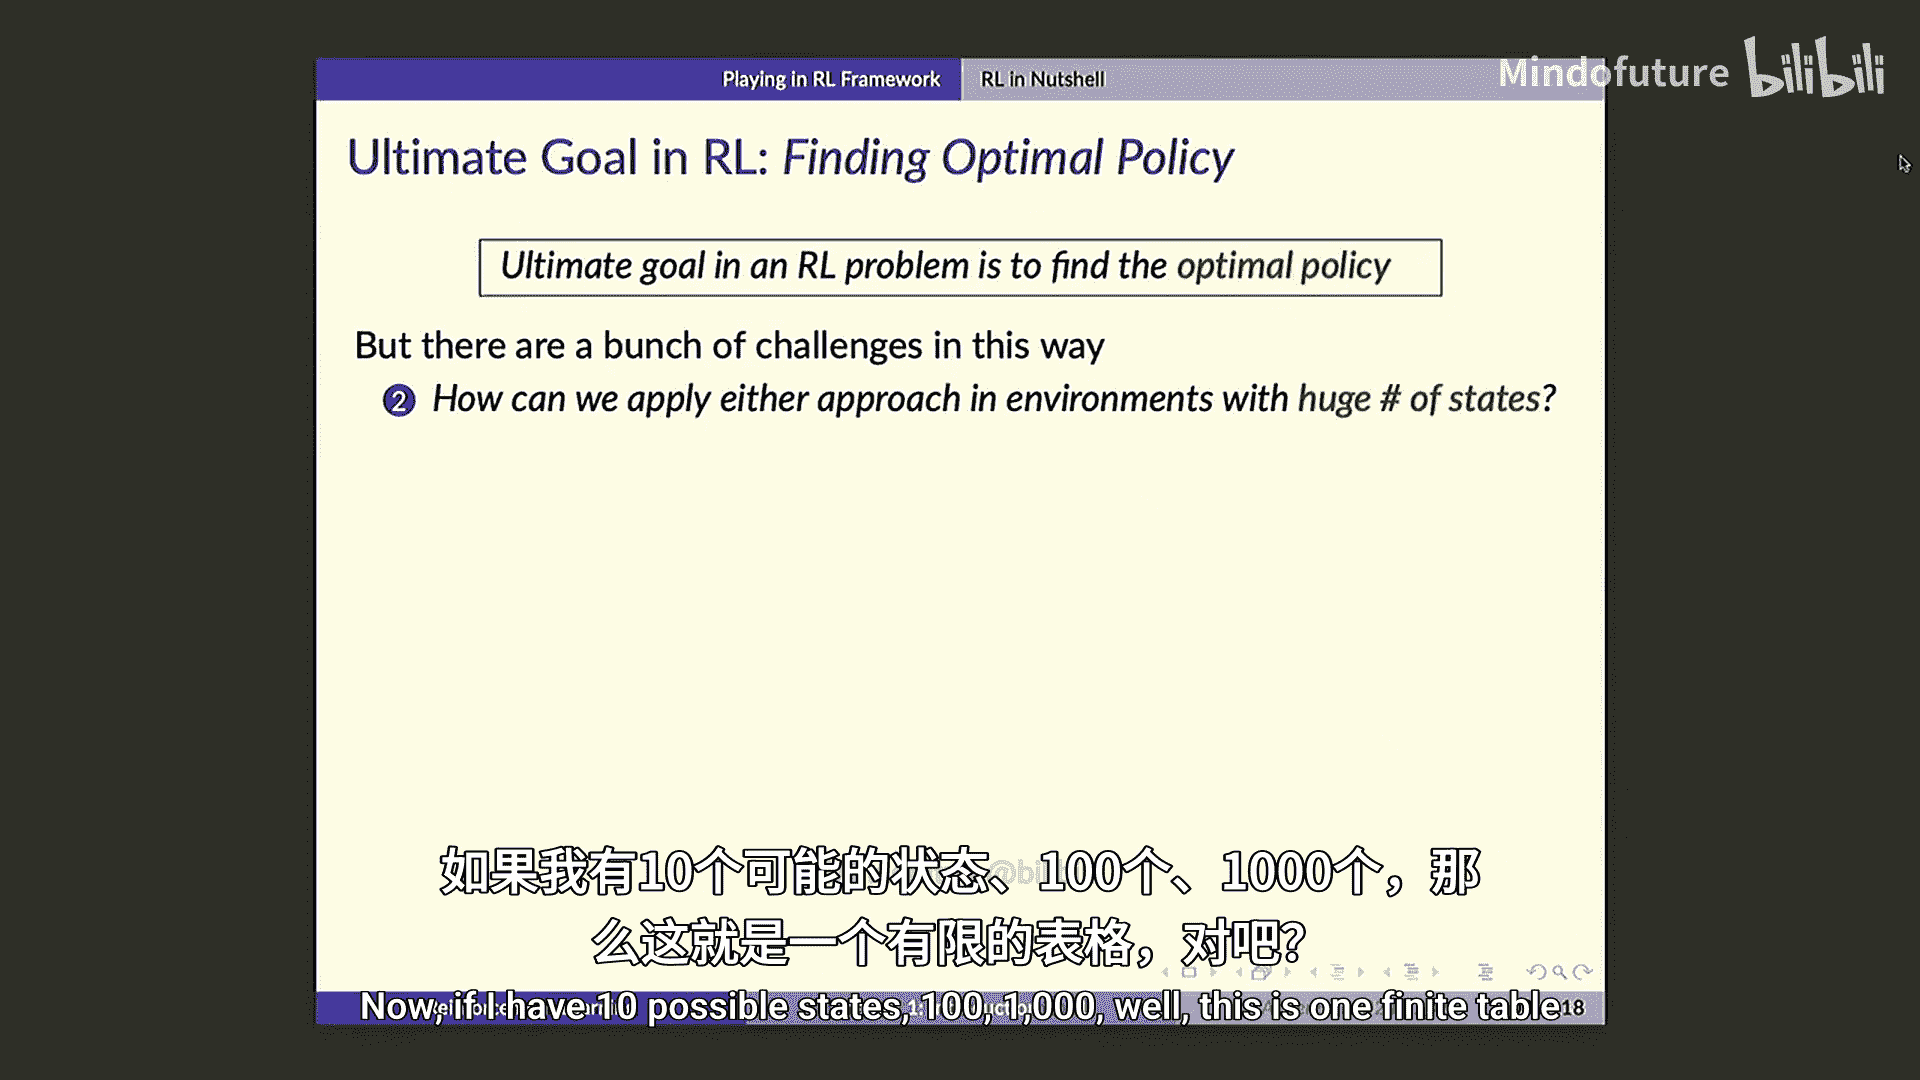 Playing in RL Framework RL in Nutshell
Mindofuture bilibili
Ultimate Goal in RL: Finding Optimal Policy
Ultimate goal in an RL problem is to find the optimal policy
But there are a bunch of challenges in this way
2 How can we apply either approach in environments with huge # of states?
如果我有10个可能的状态、100个、1000个，那
么这就是一个有限的表格，对吧？
Now, if I have 10 possible states, 100, 1,000, well, this is one finite table
18